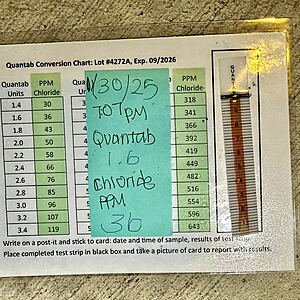 Quantab Conversion Chart: Lot #4272A, Exp. 09/2026
Quantab Units PPM Chloride PPM Chloride
1.4 30 318
1.6 36 341
1.8 43 366
2.0 50 392
2.2 58 419
2.4 66 449
2.6 76 482
2.8 85 516
3.0 96 554
3.2 107 596
3.4 119 643
/30/25
707 PM
Quantab
1.6
Chloride
PPM
36
QUANTAB
Write on a post-it and stick to card: date and time of sample, results of test
Place completed test strip in black box and take a picture of card to report with results.